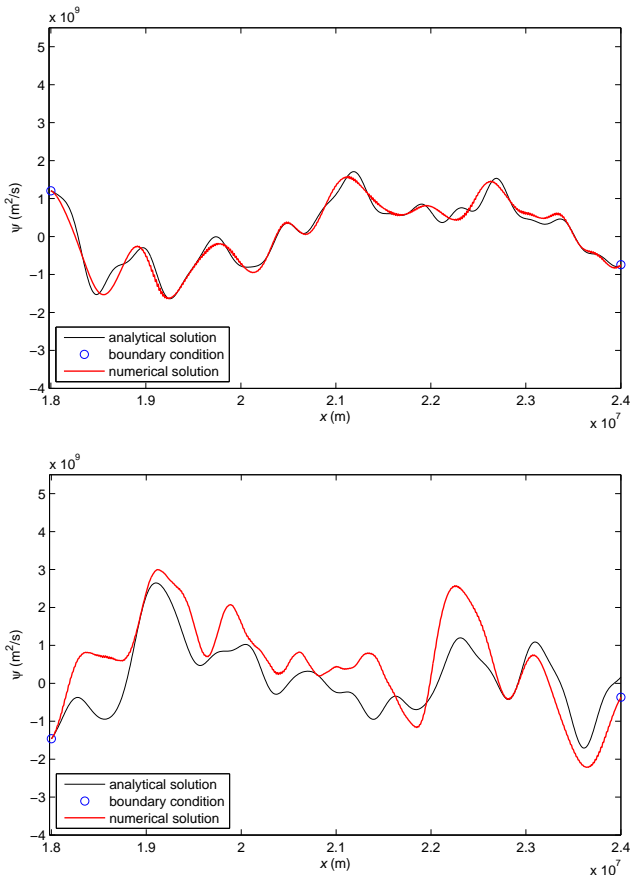 x 10^9
5
4
3
2
1
0
−1
−2
−3
−4
ψ (m^2/s)
analytical solution
boundary condition
numerical solution
1.8 1.9 2 2.1 2.2 2.3 2.4
x (m)
x 10^7
x 10^9
5
4
3
2
1
0
−1
−2
−3
−4
ψ (m^2/s)
analytical solution
boundary condition
numerical solution
1.8 1.9 2 2.1 2.2 2.3 2.4
x (m)
x 10^7